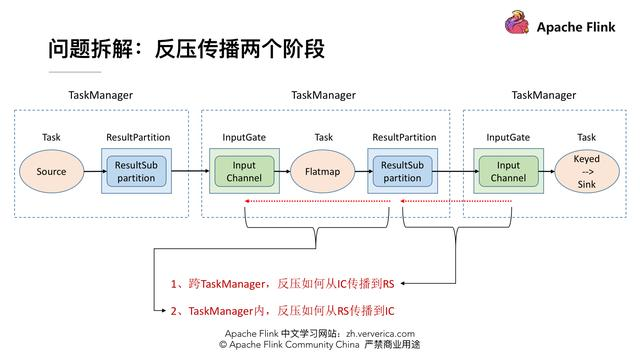 Apache Flink
问题拆解：反压传播两个阶段
TaskManager
TaskManager
TaskManager
Task
ResultPartition
InputGate
Task
ResultPartition
InputGate
Task
Source
ResultSub
partition
Input
Channel
Flatmap
ResultSub
partition
Input
Channel
Keyed
-->
Sink
1、跨TaskManager，反压如何从IC传播到RS
2、TaskManager内，反压如何从RS传播到IC
Apache Flink 中文学习网站：zh.ververica.com
© Apache Flink Community China 严禁商业用途